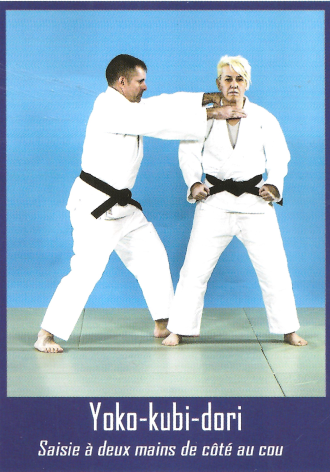 Yoko-kubi-dori
Saisie à deux mains de côté au cou